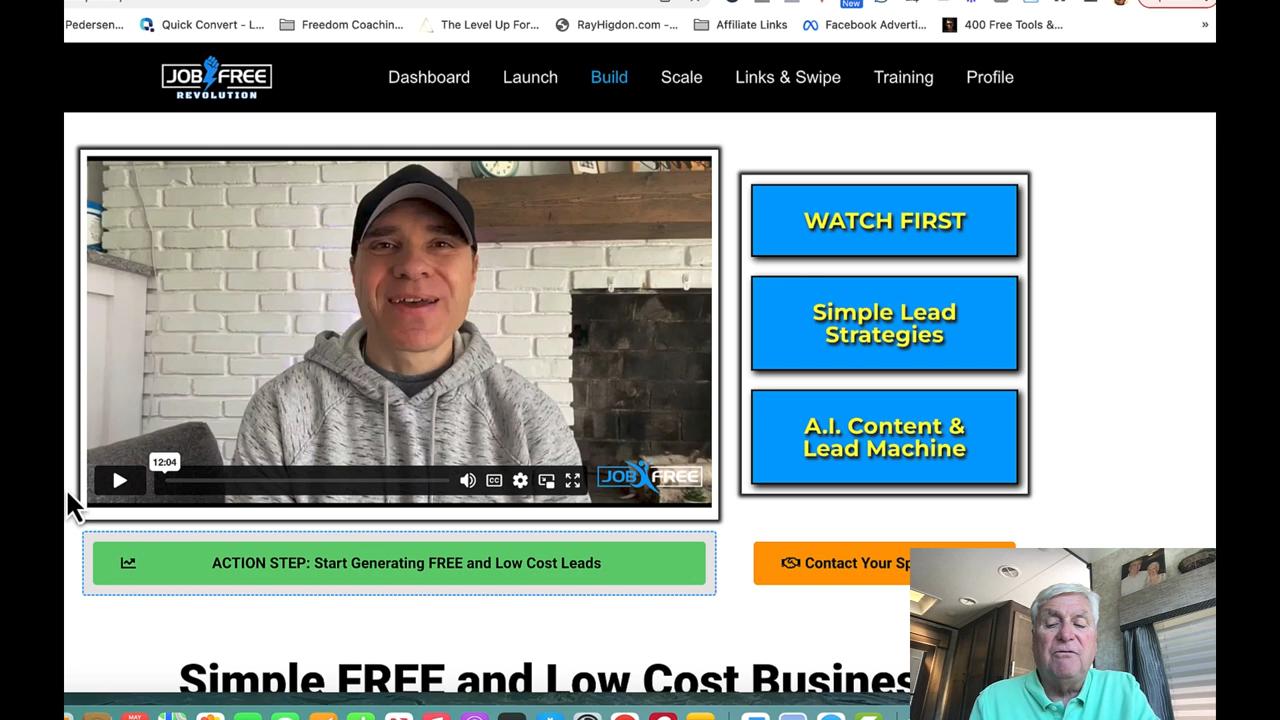 Pedersen... Quick Convert – L... Freedom Coachin... The Level Up For... RayHigdon.com –... Affiliate Links Facebook Adverti... 400 Free Tools &... »
New
JOB FREE
REVOLUTION
Dashboard Launch Build Scale Links & Swipe Training Profile
WATCH FIRST
Simple Lead
Strategies
A.I. Content &
Lead Machine
12:04
CC
JOB FREE
ACTION STEP: Start Generating FREE and Low Cost Leads
Contact Your Sp
Simple FREE and Low Cost Busines
MAY